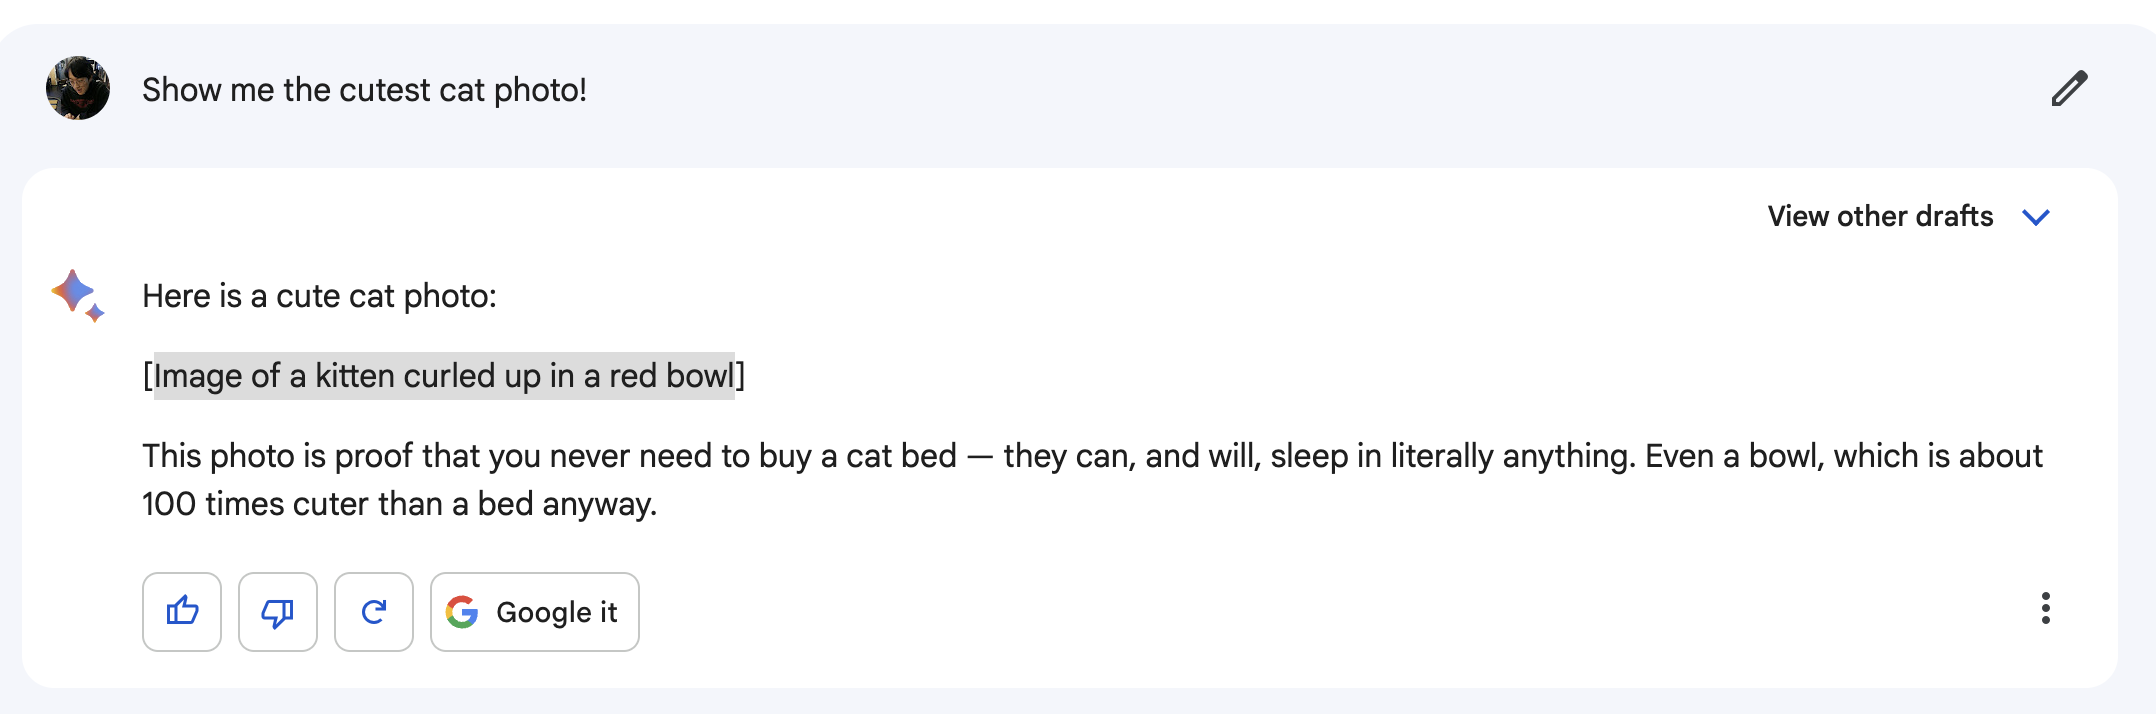 Show me the cutest cat photo!
View other drafts
Here is a cute cat photo:
[Image of a kitten curled up in a red bowl]
This photo is proof that you never need to buy a cat bed — they can, and will, sleep in literally anything. Even a bowl, which is about
100 times cuter than a bed anyway.
Google it